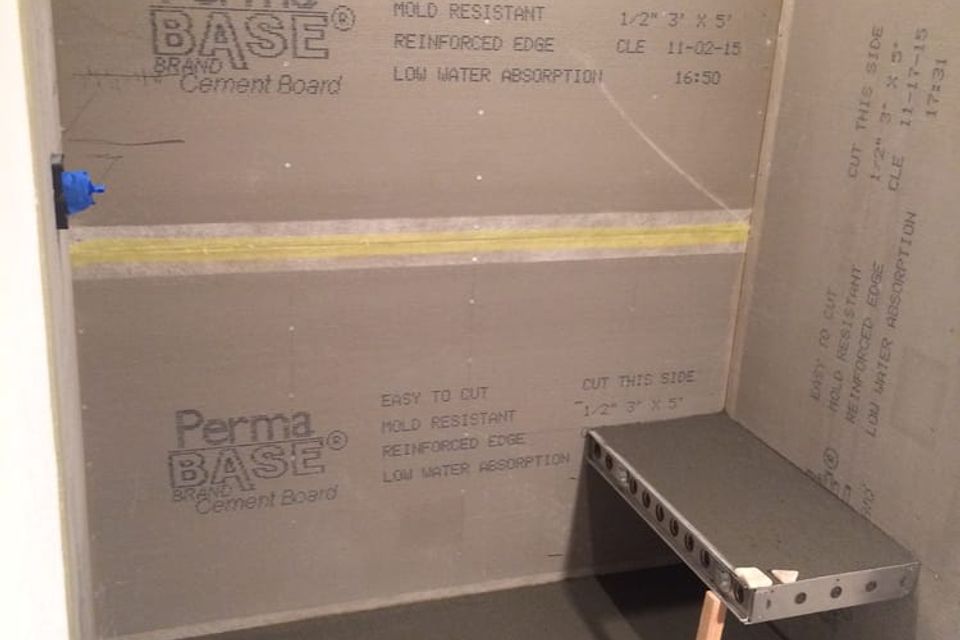 Perma
BASE®
BRAND
Cement Board
MOLD RESISTANT
REINFORCED EDGE
LOW WATER ABSORPTION
1/2" 3' X 5'
CLE 11-02-15
16:50
Perma
BASE®
BRAND
Cement Board
EASY TO CUT
MOLD RESISTANT
REINFORCED EDGE
LOW WATER ABSORPTION
CUT THIS SIDE
1/2" 3' X 5'
EASY TO CUT
MOLD RESISTANT
REINFORCED EDGE
LOW WATER ABSORPTION
CUT THIS SIDE
1/2" 3' X 5'
CLE 11-17-15
17:31